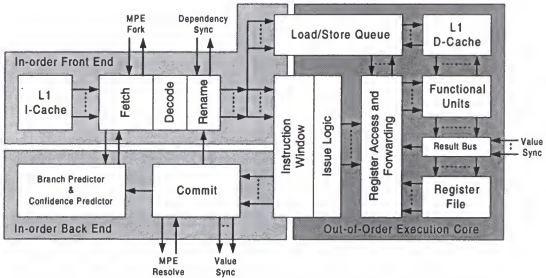 MPE
Fork
Dependency
Sync
In-order Front End
L1
I-Cache
Fetch
Decode
Rename
Load/Store Queue
L1
D-Cache
Instruction
Window
Issue Logic
Register Access and
Forwarding
Functional
Units
Result Bus
Value
Sync
Register
File
Branch Predictor
&
Confidence Predictor
Commit
In-order Back End
Out-of-Order Execution Core
MPE
Resolve
Value
Sync